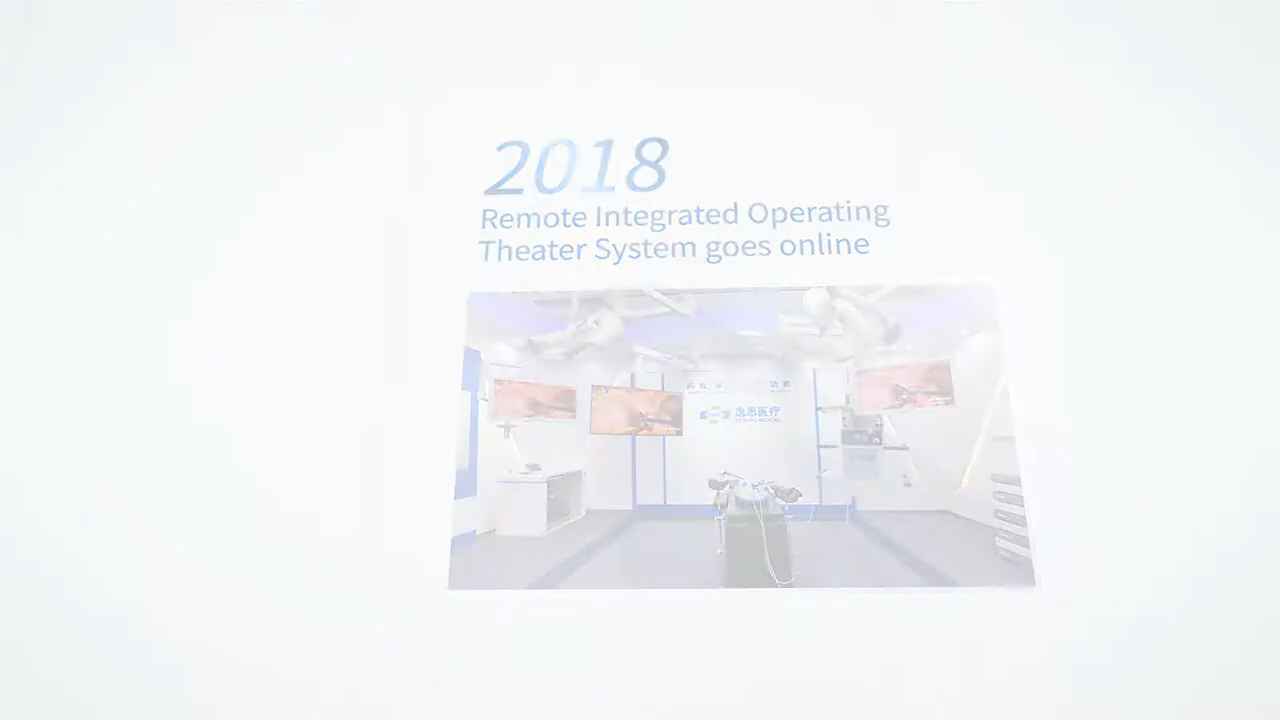 2018
Remote Integrated Operating
Theater System goes online
逸思医疗